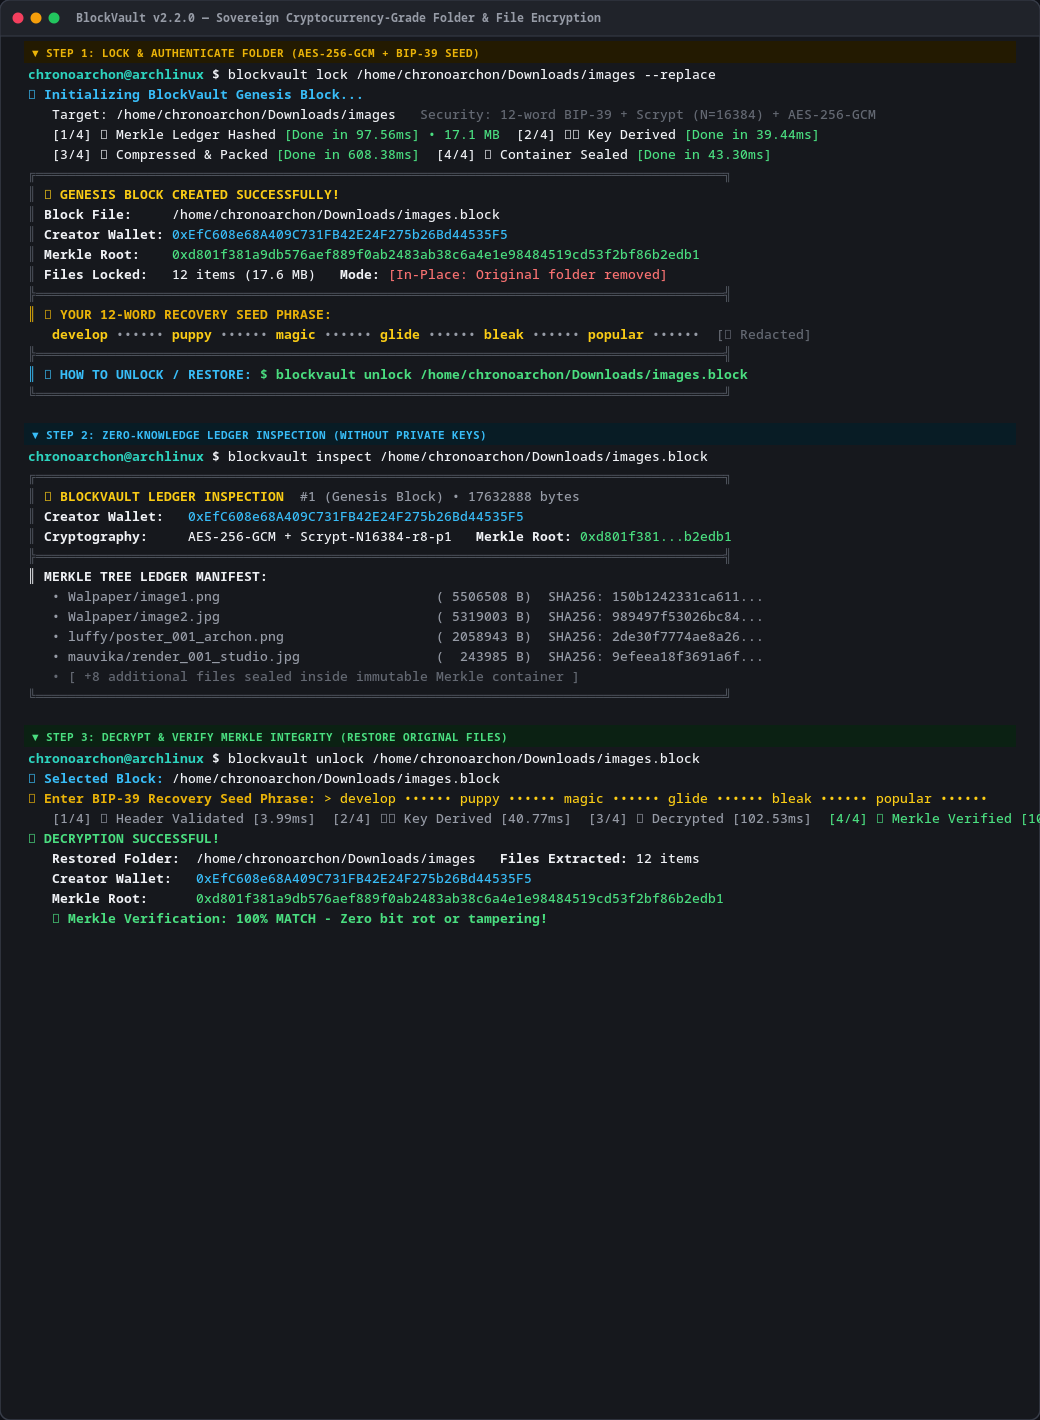 BlockVault v2.2.0 — Sovereign Cryptocurrency-Grade Folder & File Encryption
▼ STEP 1: LOCK & AUTHENTICATE FOLDER (AES-256-GCM + BIP-39 SEED)
chronoarchon@archlinux $ blockvault lock /home/chronoarchon/Downloads/images --replace
Initializing BlockVault Genesis Block...
Target: /home/chronoarchon/Downloads/images Security: 12-word BIP-39 + Scrypt (N=16384) + AES-256-GCM
[1/4] Merkle Ledger Hashed [Done in 97.56ms] • 17.1 MB [2/4] Key Derived [Done in 39.44ms]
[3/4] Compressed & Packed [Done in 608.38ms] [4/4] Container Sealed [Done in 43.30ms]
GENESIS BLOCK CREATED SUCCESSFULLY!
Block File: /home/chronoarchon/Downloads/images.block
Creator Wallet: 0xEfC608e68A409C731FB42E24F275b26Bd44535F5
Merkle Root: 0xd801f381a9db576aef889f0ab2483ab38c6a4e1e98484519cd53f2bf86b2edb1
Files Locked: 12 items (17.6 MB) Mode: [In-Place: Original folder removed]
YOUR 12-WORD RECOVERY SEED PHRASE:
develop •••••• puppy •••••• magic •••••• glide •••••• bleak •••••• popular •••••• [ Redacted]
HOW TO UNLOCK / RESTORE: $ blockvault unlock /home/chronoarchon/Downloads/images.block
▼ STEP 2: ZERO-KNOWLEDGE LEDGER INSPECTION (WITHOUT PRIVATE KEYS)
chronoarchon@archlinux $ blockvault inspect /home/chronoarchon/Downloads/images.block
BLOCKVAULT LEDGER INSPECTION #1 (Genesis Block) • 17632888 bytes
Creator Wallet: 0xEfC608e68A409C731FB42E24F275b26Bd44535F5
Cryptography: AES-256-GCM + Scrypt-N16384-r8-p1 Merkle Root: 0xd801f381...b2edb1
MERKLE TREE LEDGER MANIFEST:
• Walpaper/image1.png ( 5506508 B) SHA256: 150b1242331ca611...
• Walpaper/image2.jpg ( 5319003 B) SHA256: 989497f53026bc84...
• luffy/poster_001_archon.png ( 2058943 B) SHA256: 2de30f7774ae8a26...
• mauvika/render_001_studio.jpg ( 243985 B) SHA256: 9efeea18f3691a6f...
• [ +8 additional files sealed inside immutable Merkle container ]
▼ STEP 3: DECRYPT & VERIFY MERKLE INTEGRITY (RESTORE ORIGINAL FILES)
chronoarchon@archlinux $ blockvault unlock /home/chronoarchon/Downloads/images.block
Selected Block: /home/chronoarchon/Downloads/images.block
Enter BIP-39 Recovery Seed Phrase: > develop •••••• puppy •••••• magic •••••• glide •••••• bleak •••••• popular ••••••
[1/4] Header Validated [3.99ms] [2/4] Key Derived [40.77ms] [3/4] Decrypted [102.53ms] [4/4] Merkle Verified
DECRYPTION SUCCESSFUL!
Restored Folder: /home/chronoarchon/Downloads/images Files Extracted: 12 items
Creator Wallet: 0xEfC608e68A409C731FB42E24F275b26Bd44535F5
Merkle Root: 0xd801f381a9db576aef889f0ab2483ab38c6a4e1e98484519cd53f2bf86b2edb1
Merkle Verification: 100% MATCH - Zero bit rot or tampering!